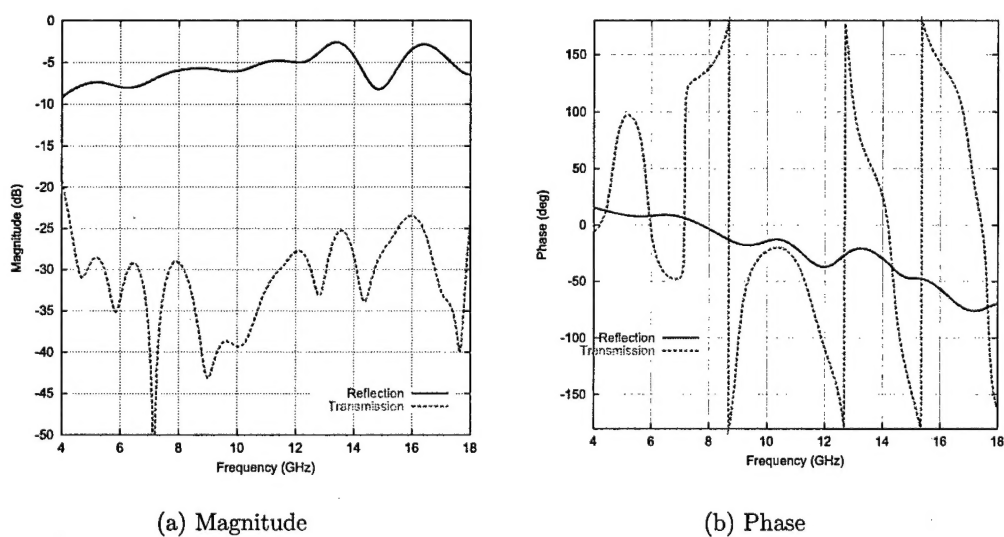 0
-5
-10
-15
-20
-25
-30
-35
-40
-45
-50
Magnitude (dB)
Reflection
Transmission
4 6 8 10 12 14 16 18
Frequency (GHz)
(a) Magnitude
150
100
50
0
-50
-100
-150
Phase (deg)
Reflection
Transmission
4 6 8 10 12 14 16 18
Frequency (GHz)
(b) Phase